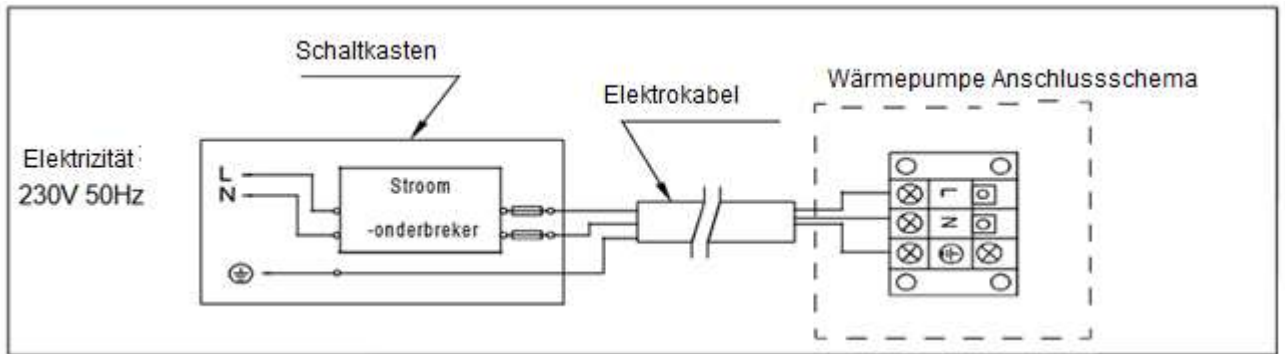 Schaltkasten
Wärmepumpe Anschlussschema
Elektrokabel
Elektrizität
230V 50Hz
L
N
Stroom
-onderbreker
L
N